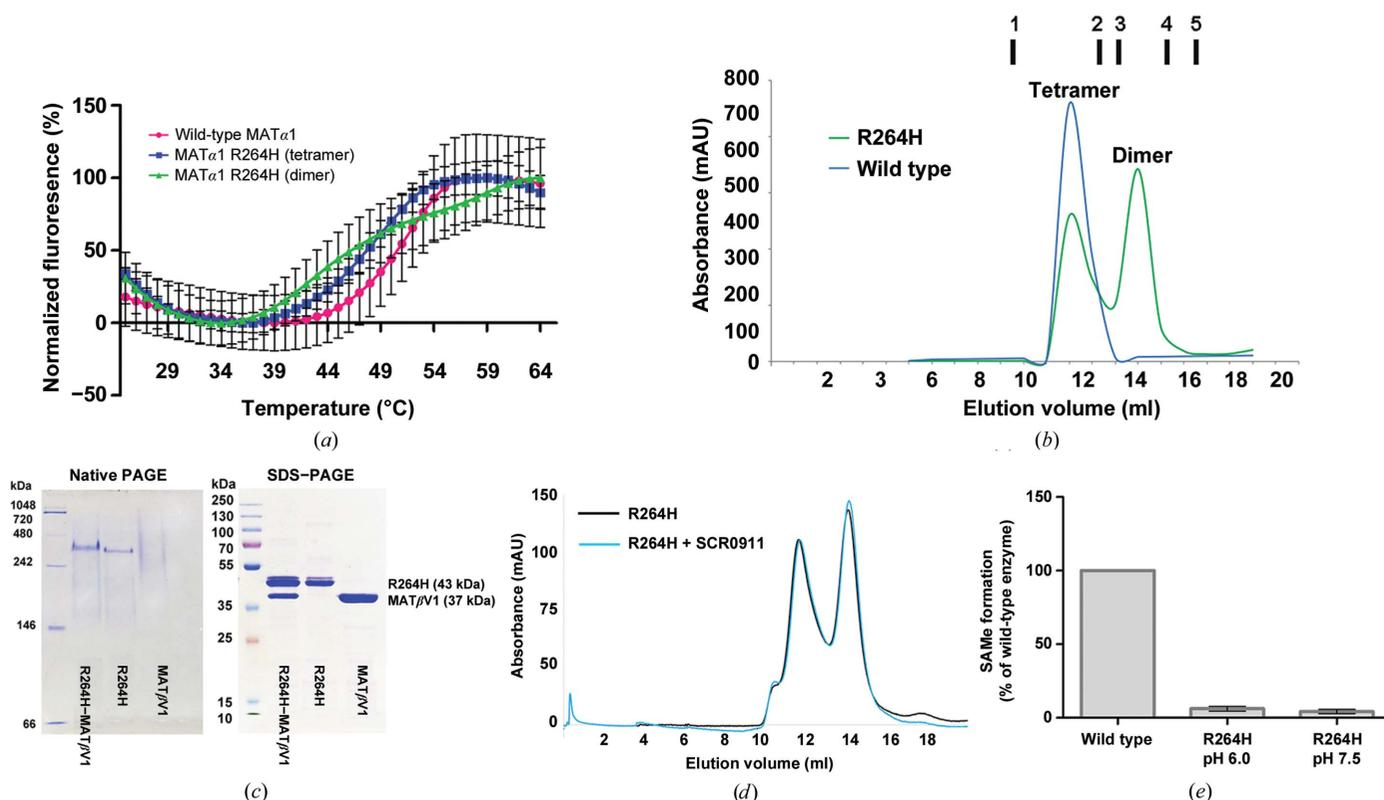 150
100
50
0
−50
Normalized fluroresence (%)
Wild-type MATα1
MATα1 R264H (tetramer)
MATα1 R264H (dimer)
29 34 39 44 49 54 59 64
Temperature (°C)
(a)
1 2 3 4 5
800
700
600
500
400
300
200
100
0
Absorbance (mAU)
Tetramer
Dimer
R264H
Wild type
2 3 6 10 12 14 16 20
Elution volume (ml)
(b)
Native PAGE
kDa
1048
720
480
242
146
66
R264H−MATβV1
R264H
MATβV1
SDS−PAGE
kDa
250
130
100
70
55
35
25
15
10
R264H (43 kDa)
MATβV1 (37 kDa)
R264H−MATβV1
R264H
MATβV1
(c)
150
100
75
50
0
Absorbance (mAU)
R264H
R264H + SCR0911
2 4 6 8 10 12 14 16 18
Elution volume (ml)
(d)
150
100
50
0
SAMe formation
(% of wild-type enzyme)
Wild type
R264H
pH 6.0
R264H
pH 7.5
(e)